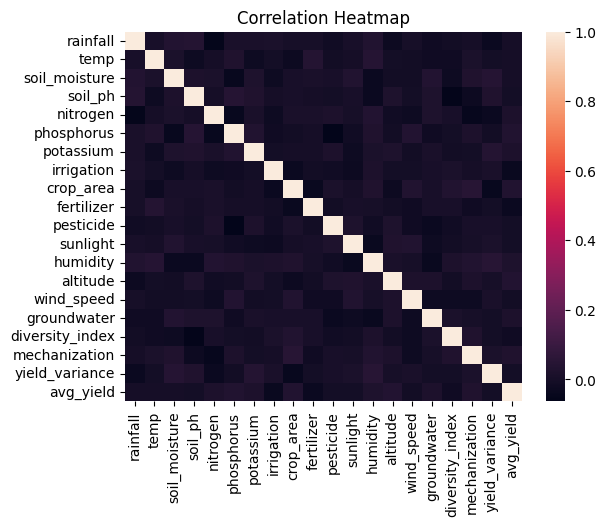 Correlation Heatmap
rainfall
temp
soil_moisture
soil_ph
nitrogen
phosphorus
potassium
irrigation
crop_area
fertilizer
pesticide
sunlight
humidity
altitude
wind_speed
groundwater
diversity_index
mechanization
yield_variance
avg_yield
rainfall
temp
soil_moisture
soil_ph
nitrogen
phosphorus
potassium
irrigation
crop_area
fertilizer
pesticide
sunlight
humidity
altitude
wind_speed
groundwater
diversity_index
mechanization
yield_variance
avg_yield
1.0
0.8
0.6
0.4
0.2
0.0